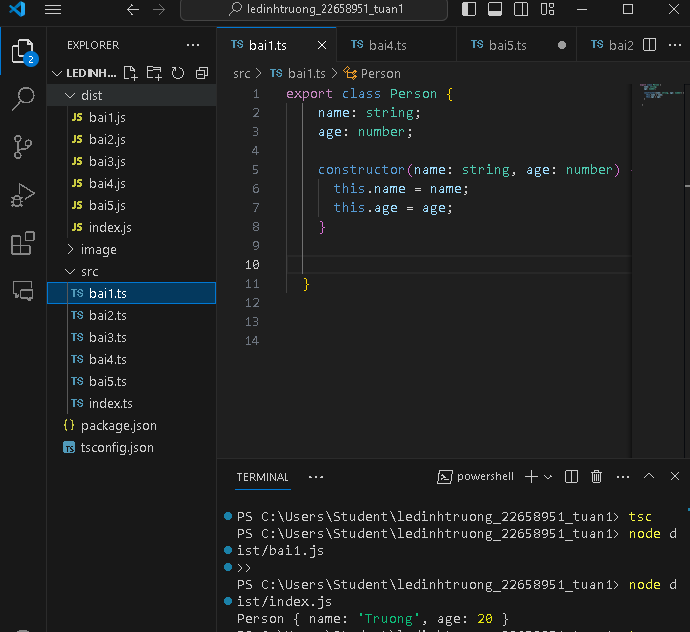 ledinhtruong_22658951_tuan1
EXPLORER
2
LEDINH...
dist
JS bai1.js
JS bai2.js
JS bai3.js
JS bai4.js
JS bai5.js
JS index.js
image
src
TS bai1.ts
TS bai2.ts
TS bai3.ts
TS bai4.ts
TS bai5.ts
TS index.ts
{} package.json
TS tsconfig.json
TS bai1.ts
TS bai4.ts
TS bai5.ts
TS bai2
src > TS bai1.ts > Person
1 export class Person {
2 name: string;
3 age: number;
4
5 constructor(name: string, age: number)
6 this.name = name;
7 this.age = age;
8 }
9
10
11 }
12
13
14
TERMINAL ... powershell
PS C:\Users\Student\ledinhtruong_22658951_tuan1> tsc
PS C:\Users\Student\ledinhtruong_22658951_tuan1> node d
ist/bai1.js
>>
PS C:\Users\Student\ledinhtruong_22658951_tuan1> node d
ist/index.js
Person { name: 'Truong', age: 20 }